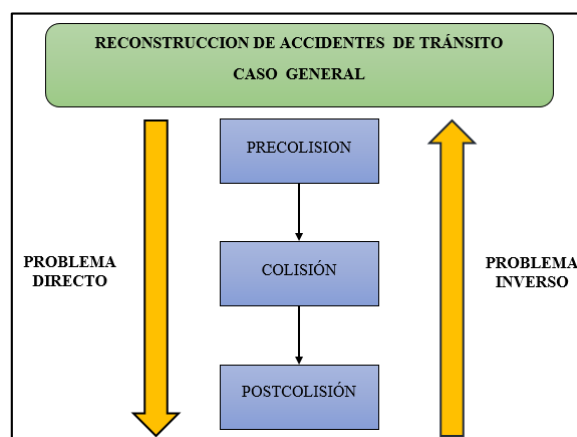 RECONSTRUCCION DE ACCIDENTES DE TRÁNSITO
CASO GENERAL
PRECOLISION
PROBLEMA
DIRECTO
COLISIÓN
PROBLEMA
INVERSO
POSTCOLISIÓN